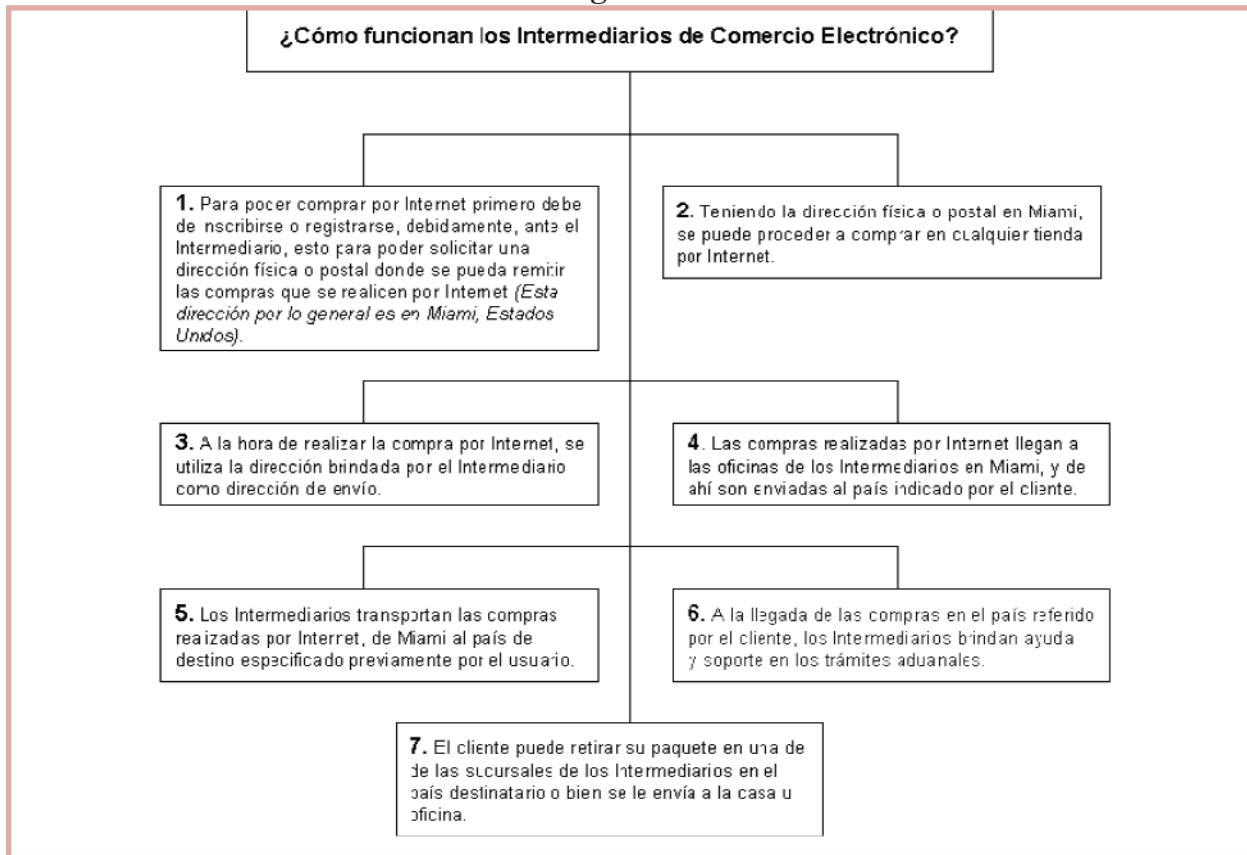 ¿Cómo funcionan los Intermediarios de Comercio Electrónico?
1. Para pocer comprar por Internet primero debe
de inscribirse o registrarse, debidamente, ante el
Intermediario, esto para poder solicitar una
dirección física o postal donde se pueda remitir
las compras que se realicen por Internet (Esta
dirección por lo general es en Miami, Estados
Unidos).
2. Teniendo la dirección física o postal en Miami,
se puede proceder a comprar en cualquier tienda
por Internet.
3. A la hora de realizar la compra por Internet, se
utiliza la dirección brindada por el Intermediario
como dirección de envío.
4. Las compras realizadas por Internet llegan a
las oficinas de los Intermediarios en Miami, y de
ahí son enviadas al país indicado por el cliente.
5. Los Intermediarios transportan las compras
realizadas por Internet, de Miami al país de
destino especificado previamente por el usuario.
6. A la llegada de las compras en el país referido
por el cliente, los Intermediarios brindan ayuda
y soporte en los trámites aduanales.
7. El cliente puede retirar su paquete en una de
de las sucursales de los Intermediarios en el
país destinatario o bien se le envía a la casa u
oficina.